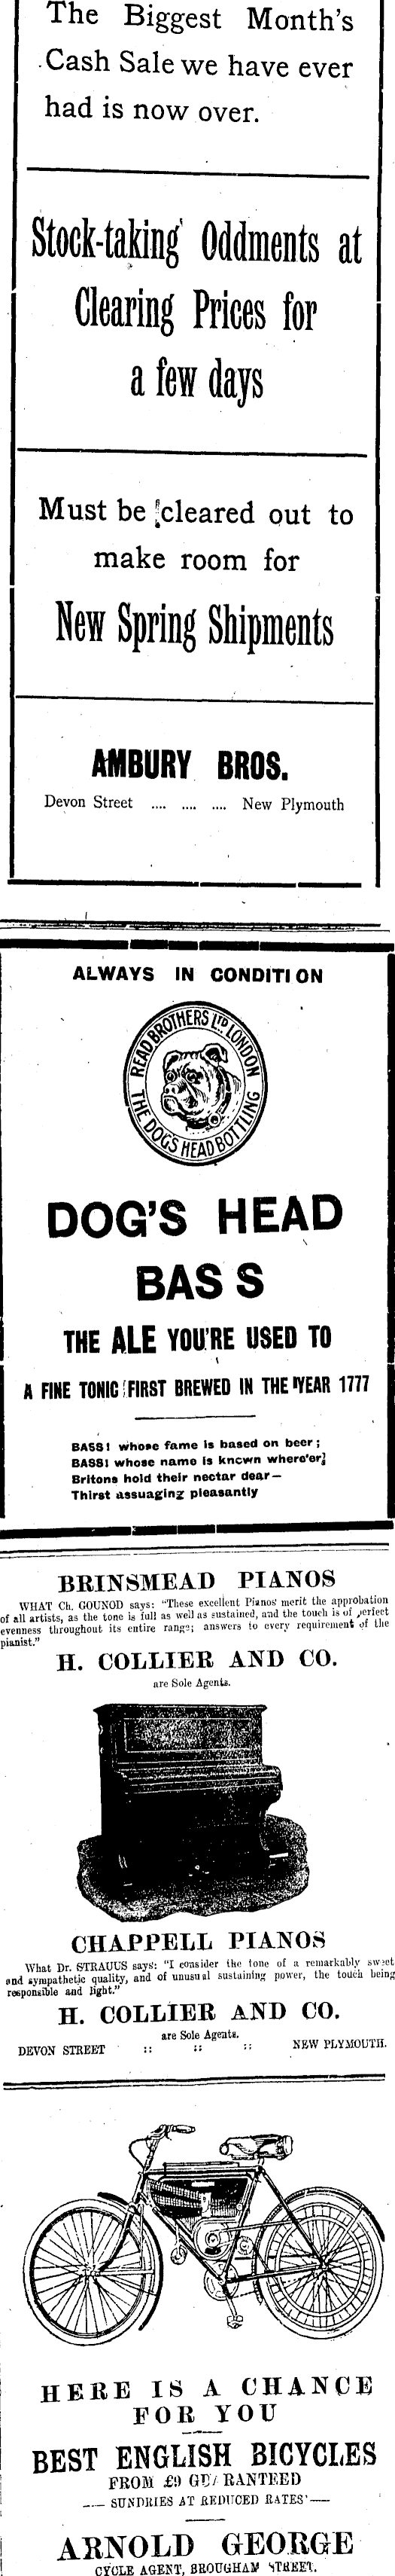 The Biggest Month's
Cash Sale we have ever
had is now over.
Stock-taking Oddments at
Clearing Prices for
a few days
Must be cleared out to
make room for
New Spring Shipments
AMBURY BROS.
Devon Street .... .... .... New Plymouth
ALWAYS IN CONDITION
READ BROTHERS LTD LONDON
THE DOG'S HEAD BOTTLING
DOG'S HEAD
BASS
THE ALE YOU'RE USED TO
A FINE TONIC FIRST BREWED IN THE YEAR 1777
BASS! whose fame is based on beer;
BASS! whose name is known where'er
Britons hold their nectar dear—
Thirst assuaging pleasantly
BRINSMEAD PIANOS
WHAT Ch. GOUNOD says: "These excellent Pianos merit the approbation
of all artists, as the tone is full as well as sustained, and the touch is of perfect
evenness throughout its entire range; answers to every requirement of the
pianist."
H. COLLIER AND CO.
are Sole Agents.
CHAPPELL PIANOS
What Dr. STRAUUS says: "I consider the tone of a remarkably sweet
and sympathetic quality, and of unusual sustaining power, the touch being
responsible and light."
H. COLLIER AND CO.
are Sole Agents.
DEVON STREET :: :: :: NEW PLYMOUTH.
HERE IS A CHANCE
FOR YOU
BEST ENGLISH BICYCLES
FROM £9 RANTEED
—— SUNDRIES AT REDUCED RATES ——
ARNOLD GEORGE
CYCLE AGENT, BROUGHAM STREET.